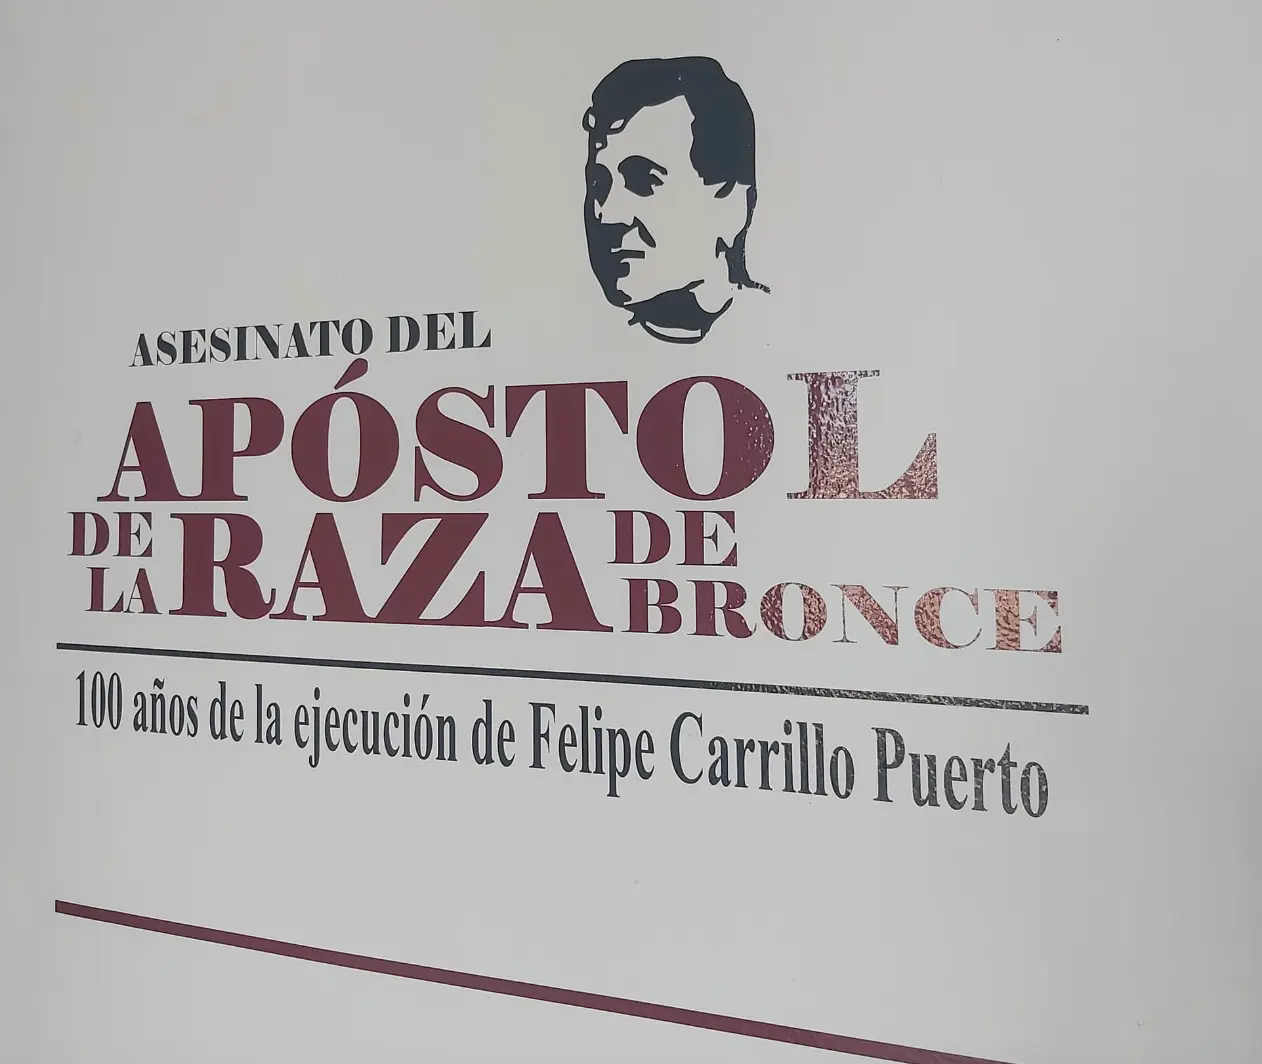 ASESINATO DEL
APÓSTOL
DE LA RAZA DE BRONCE
100 años de la ejecución de Felipe Carrillo Puerto